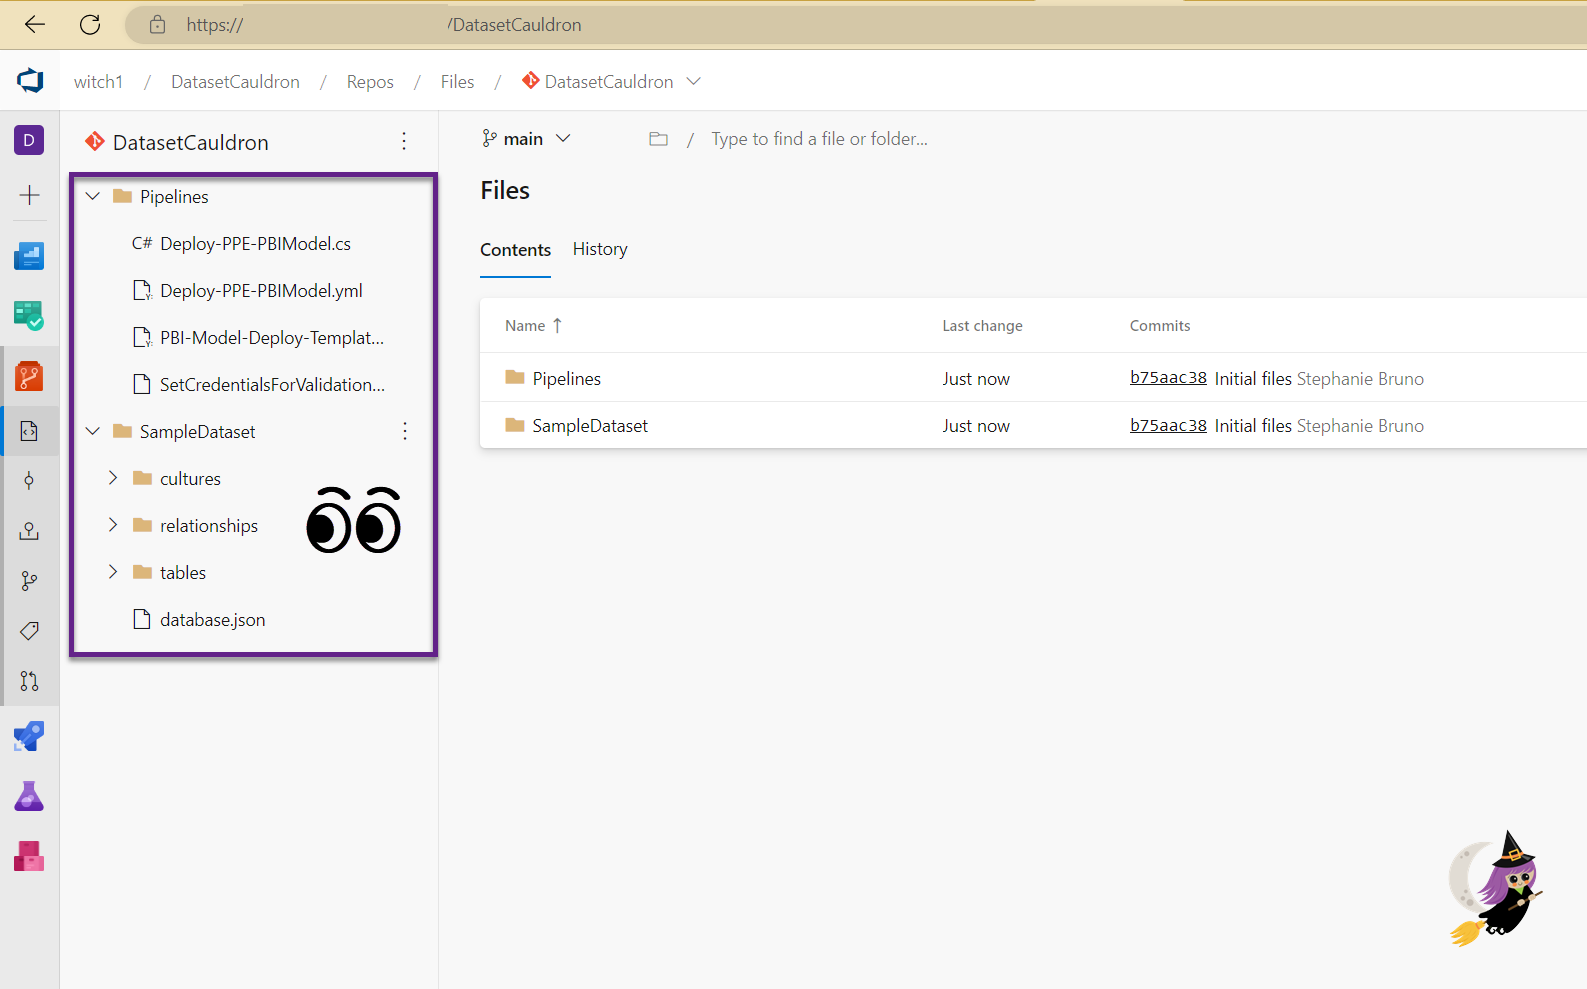 https:// /DatasetCauldron
witch1 / DatasetCauldron / Repos / Files / DatasetCauldron
D
DatasetCauldron
main
/ Type to find a file or folder...
Pipelines
C# Deploy-PPE-PBIModel.cs
Deploy-PPE-PBIModel.yml
PBI-Model-Deploy-Templat...
SetCredentialsForValidation...
SampleDataset
cultures
relationships
tables
database.json
Files
Contents History
Name ↑ Last change Commits
Pipelines Just now b75aac38 Initial files Stephanie Bruno
SampleDataset Just now b75aac38 Initial files Stephanie Bruno